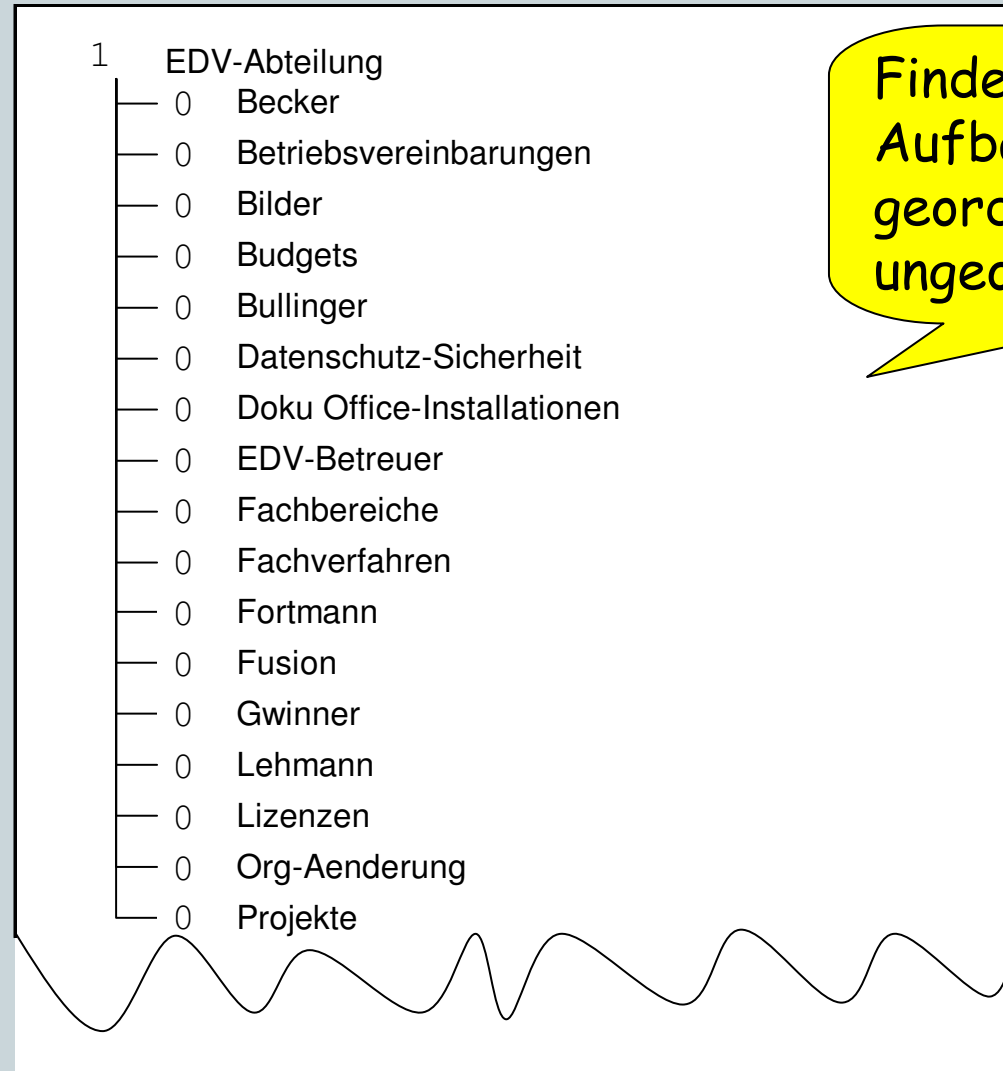 1 EDV-Abteilung
0 Becker
0 Betriebsvereinbarungen
0 Bilder
0 Budgets
0 Bullinger
0 Datenschutz-Sicherheit
0 Doku Office-Installationen
0 EDV-Betreuer
0 Fachbereiche
0 Fachverfahren
0 Fortmann
0 Fusion
0 Gwinner
0 Lehmann
0 Lizenzen
0 Org-Aenderung
0 Projekte
Finde